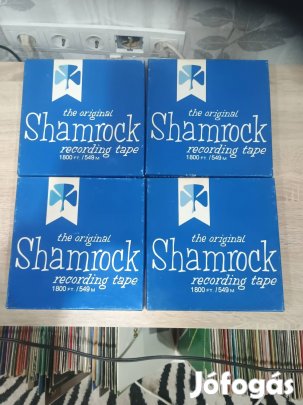 the original
Shamrock
recording tape
1800 FT. / 549 M
the original
Shamrock
recording tape
1800 FT. / 549 M
the original
Shamrock
recording tape
1800 FT. / 549 M
the original
Shamrock
recording tape
1800 FT. / 549 M
Jófogás